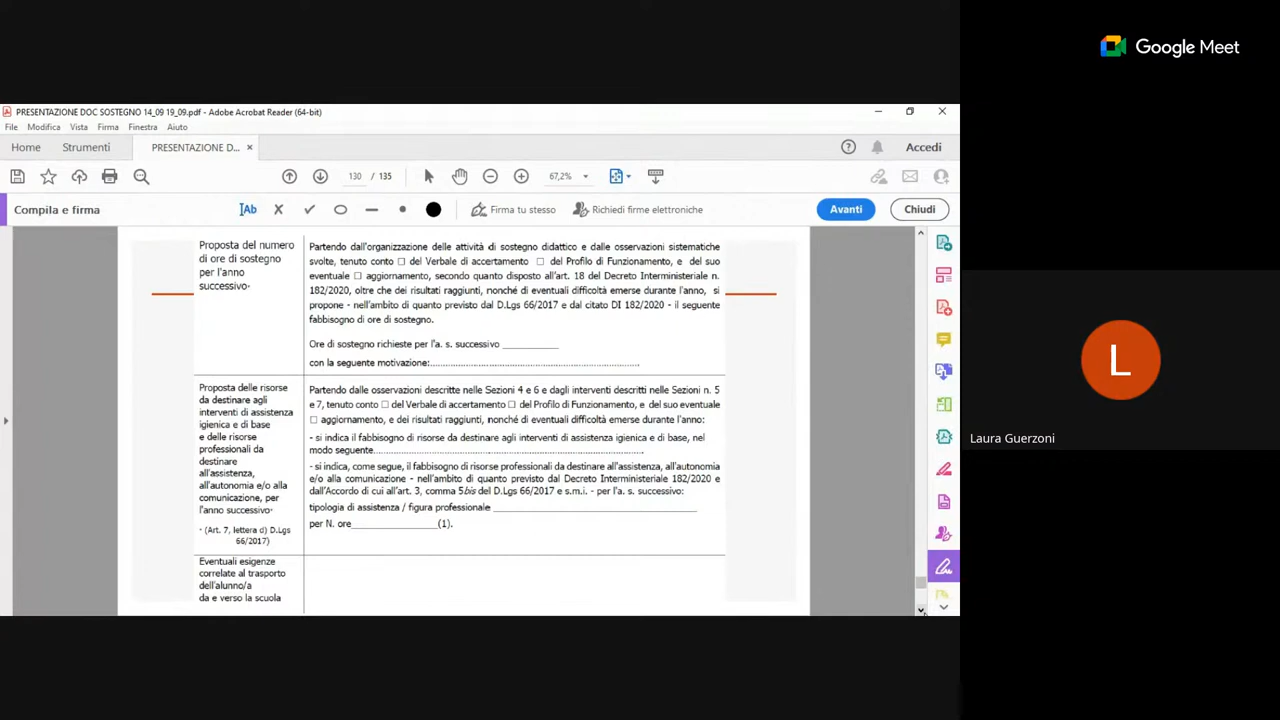 Google Meet
PRESENTAZIONE DOC SOSTEGNO 14_09 19_09.pdf - Adobe Acrobat Reader (64-bit)
File Modifica Vista Firma Finestra Aiuto
Home Strumenti PRESENTAZIONE D... × Accedi
130 / 135 67,2%
Compila e firma Ab Firma tu stesso Richiedi firme elettroniche Avanti Chiudi
Proposta del numero
di ore di sostegno
per l'anno
successivo*
Partendo dall'organizzazione delle attività di sostegno didattico e dalle osservazioni sistematiche
svolte, tenuto conto ☐ del Verbale di accertamento ☐ del Profilo di Funzionamento, e del suo
eventuale ☐ aggiornamento, secondo quanto disposto all'art. 18 del Decreto Interministeriale n.
182/2020, oltre che dei risultati raggiunti, nonché di eventuali difficoltà emerse durante l'anno, si
propone - nell'ambito di quanto previsto dal D.Lgs 66/2017 e dal citato DI 182/2020 - il seguente
fabbisogno di ore di sostegno.
Ore di sostegno richieste per l'a. s. successivo __________
con la seguente motivazione:..............................................................
Proposta delle risorse
da destinare agli
interventi di assistenza
igienica e di base
e delle risorse
professionali da
destinare
all'assistenza,
all'autonomia e/o alla
comunicazione, per
l'anno successivo*
* (Art. 7, lettera d) D.Lgs
66/2017)
Partendo dalle osservazioni descritte nelle Sezioni 4 e 6 e dagli interventi descritti nelle Sezioni n. 5
e 7, tenuto conto ☐ del Verbale di accertamento ☐ del Profilo di Funzionamento, e del suo eventuale
☐ aggiornamento, e dei risultati raggiunti, nonché di eventuali difficoltà emerse durante l'anno:
- si indica il fabbisogno di risorse da destinare agli interventi di assistenza igienica e di base, nel
modo seguente................................................................................
- si indica, come segue, il fabbisogno di risorse professionali da destinare all'assistenza, all'autonomia
e/o alla comunicazione - nell'ambito di quanto previsto dal Decreto Interministeriale 182/2020 e
dall'Accordo di cui all'art. 3, comma 5bis del D.Lgs 66/2017 e s.m.i. - per l'a. s. successivo:
tipologia di assistenza / figura professionale ____________________________________
per N. ore_______________(1).
Eventuali esigenze
correlate al trasporto
dell'alunno/a
da e verso la scuola
L
Laura Guerzoni